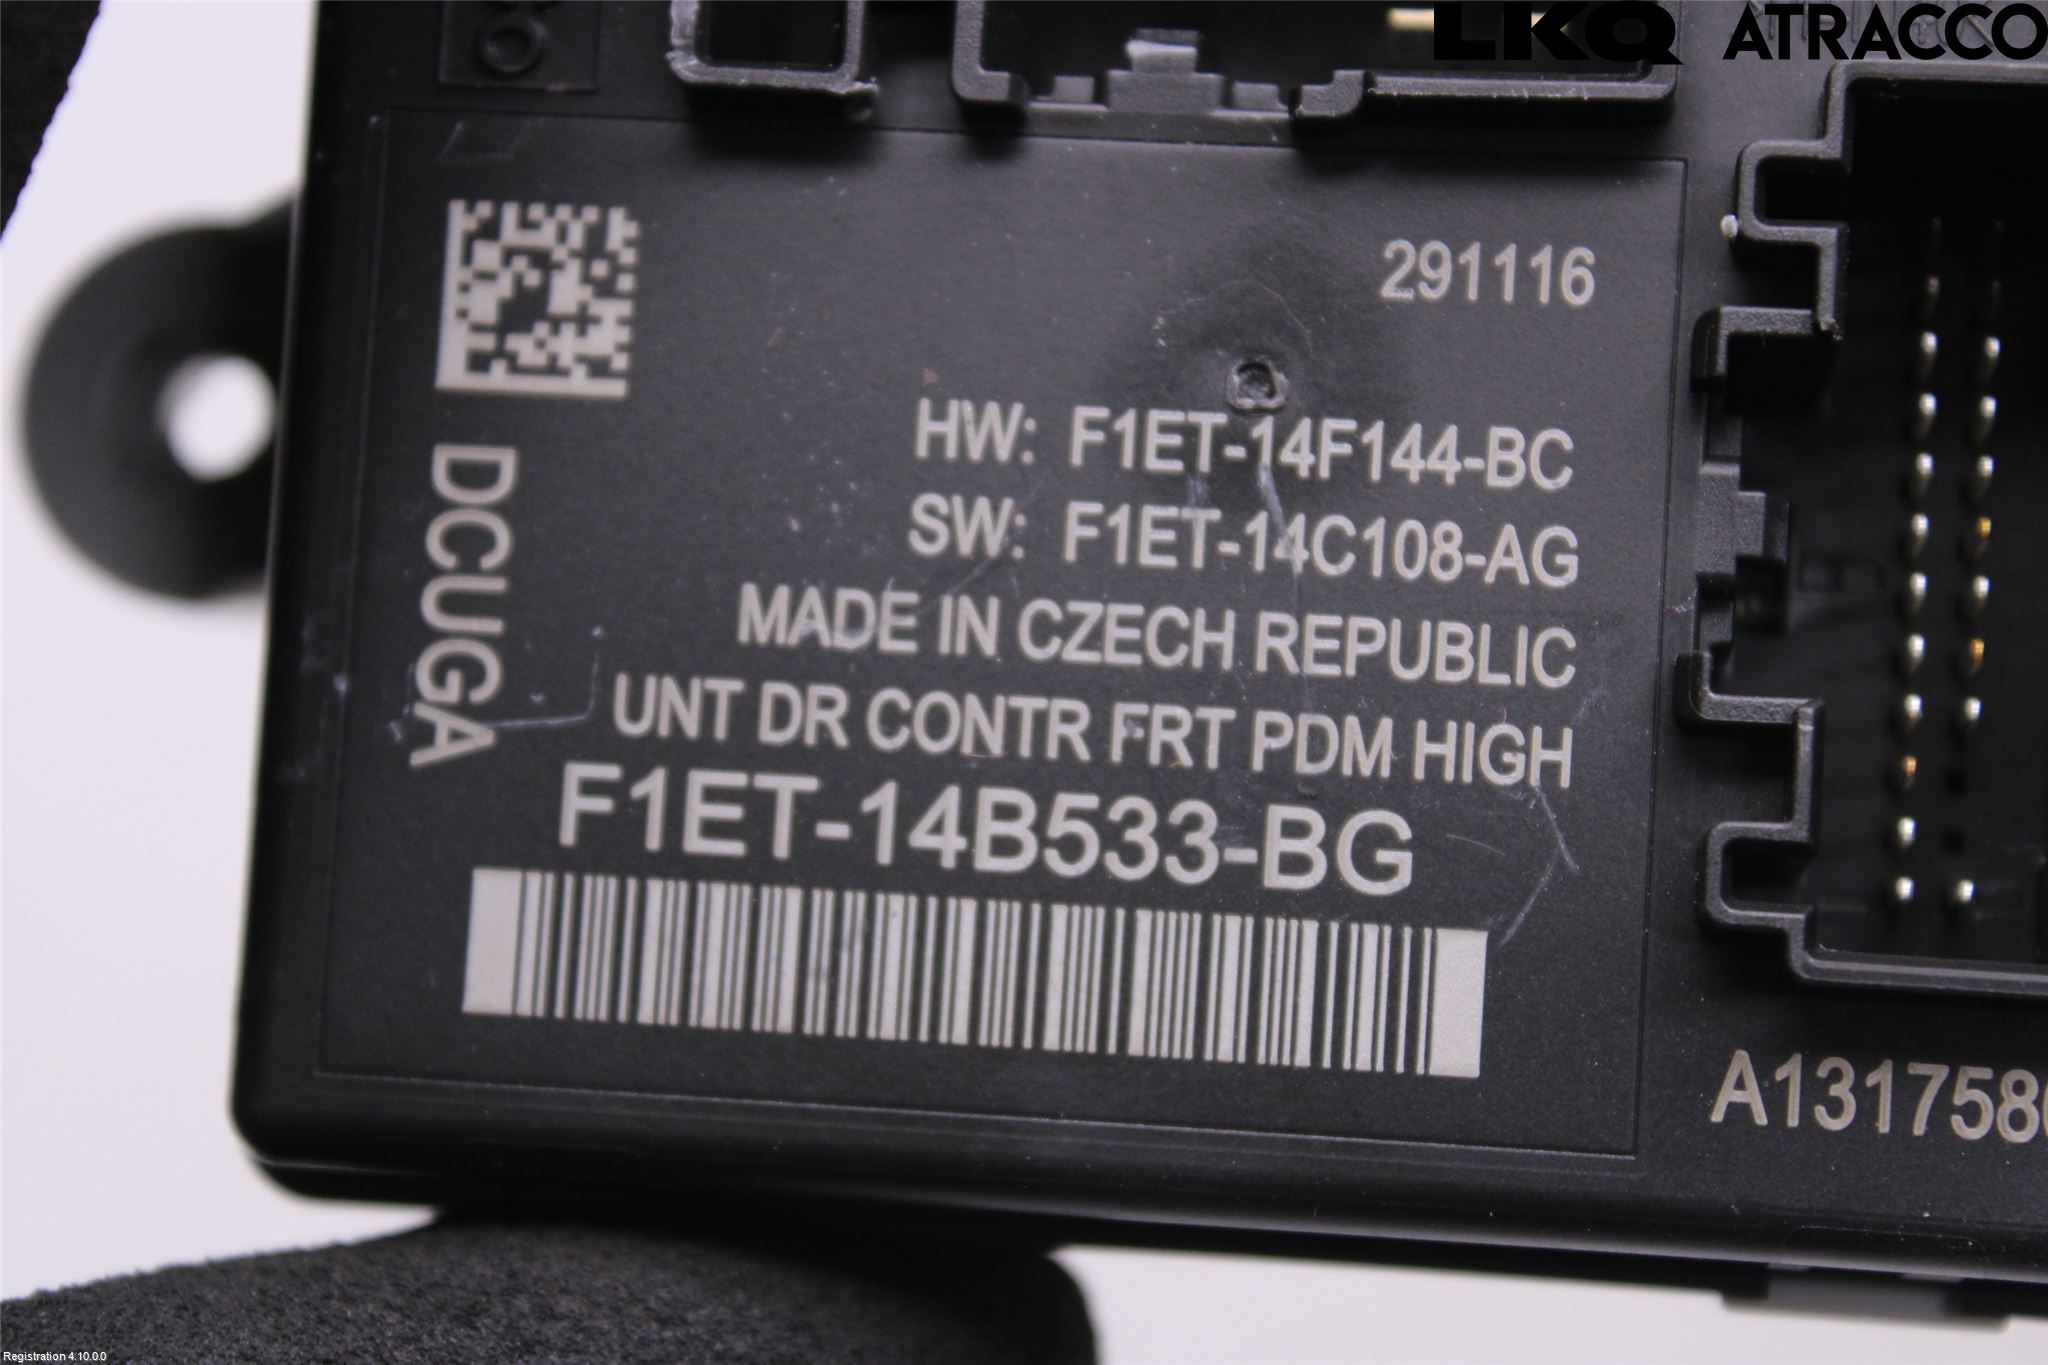 LKQ ATRACCO
291116
HW: F1ET-14F144-BC
SW: F1ET-14C108-AG
MADE IN CZECH REPUBLIC
UNT DR CONTR FRT PDM HIGH
F1ET-14B533-BG
DCUGA
A131758
Registration 4.10.0.0